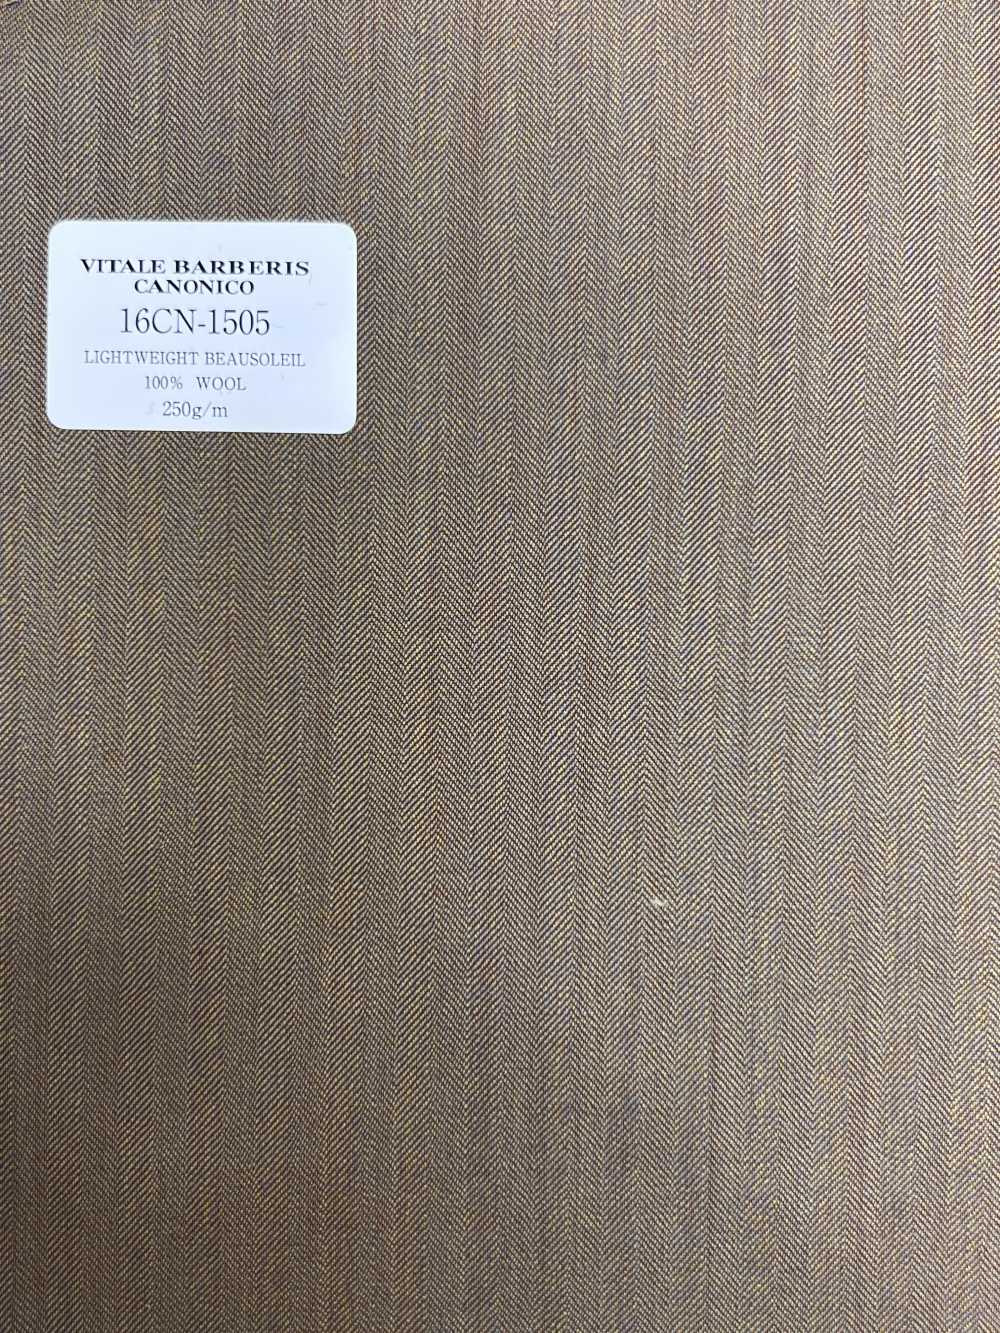 VITALE BARBERIS
CANONICO
16CN-1505
LIGHTWEIGHT BEAUSOLEIL
100% WOOL
250g/m